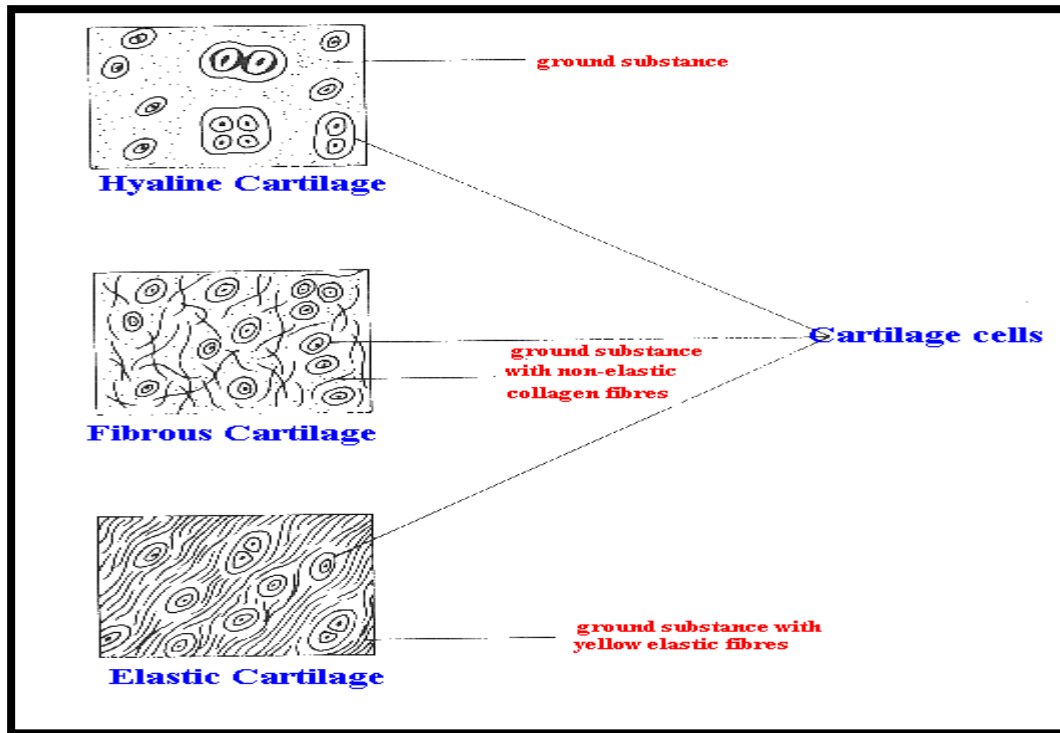 ground substance
Hyaline Cartilage
Cartilage cells
ground substance
with non-elastic
collagen fibres
Fibrous Cartilage
ground substance with
yellow elastic fibres
Elastic Cartilage